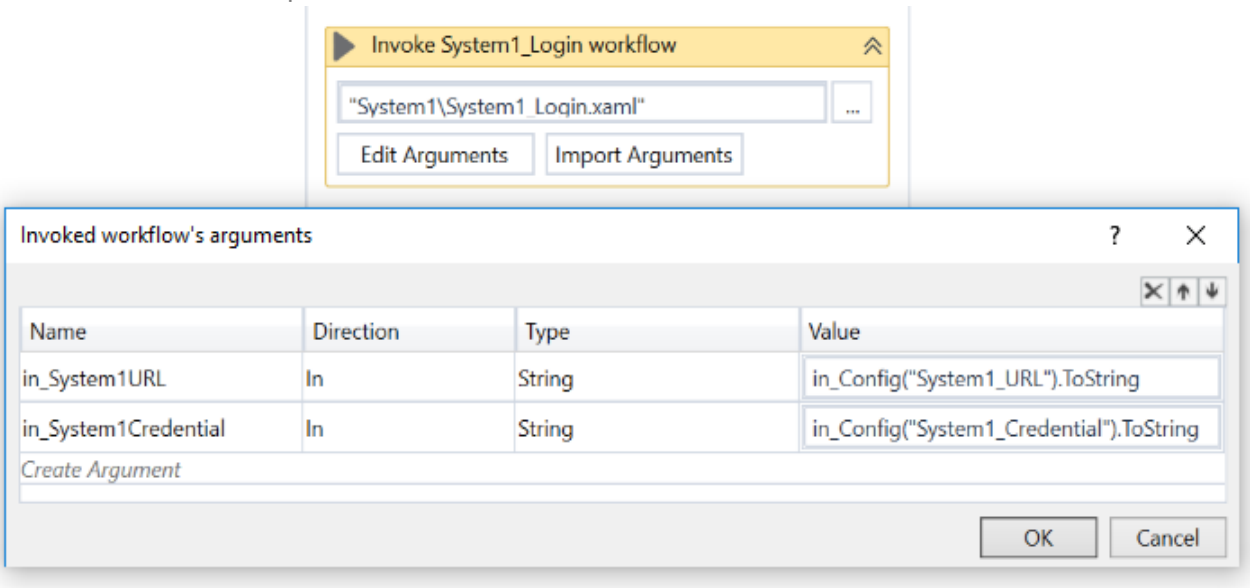 Invoke System1_Login workflow
"System1\System1_Login.xaml"
...
Edit Arguments Import Arguments
Invoked workflow's arguments
?
Name Direction Type Value
in_System1URL In String in_Config("System1_URL").ToString
in_System1Credential In String in_Config("System1_Credential").ToString
Create Argument
OK Cancel